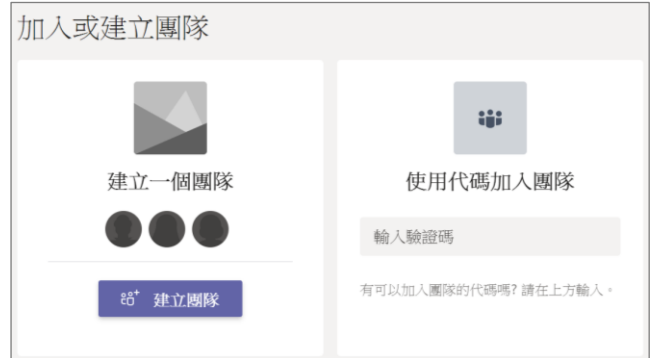 加入或建立團隊
建立一個團隊
建立團隊
使用代碼加入團隊
輸入驗證碼
有可以加入團隊的代碼嗎? 請在上方輸入。